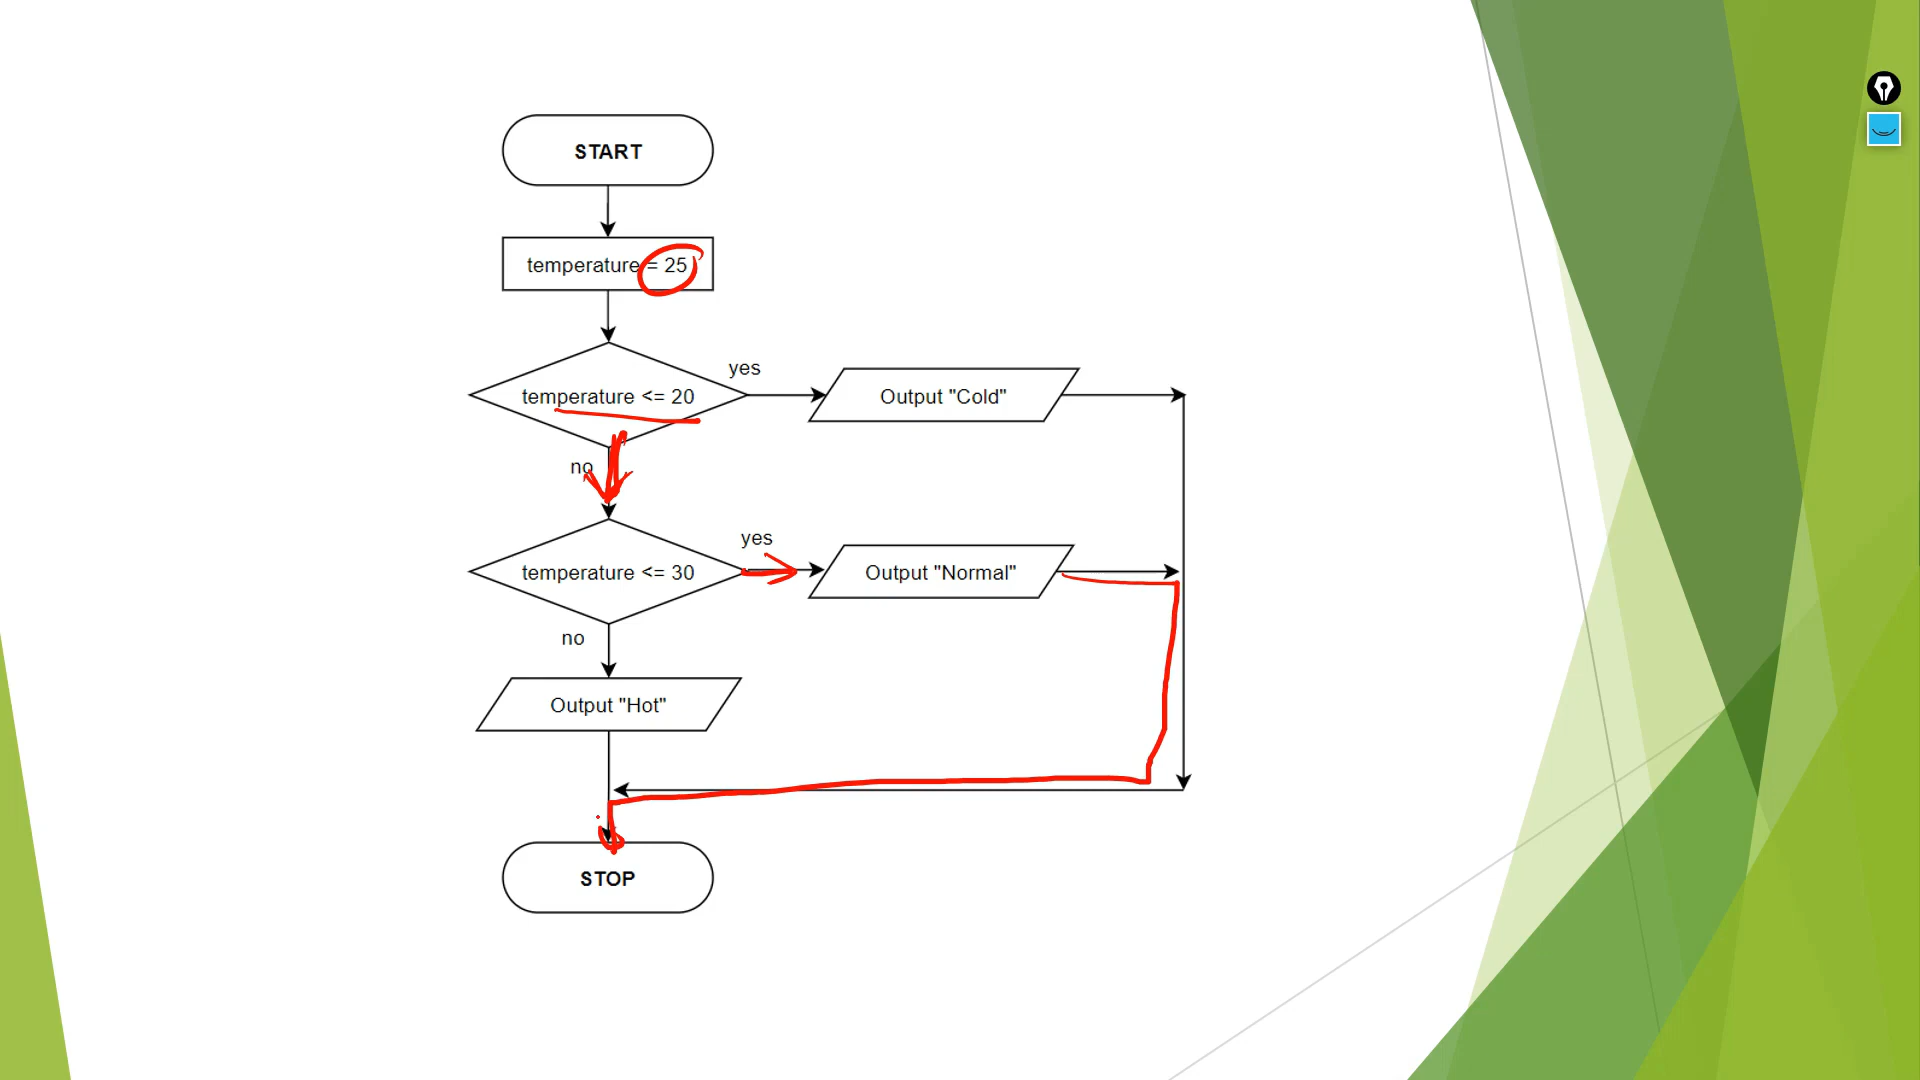 START
temperature = 25
yes
temperature <= 20
Output "Cold"
no
yes
temperature <= 30
Output "Normal"
no
Output "Hot"
STOP